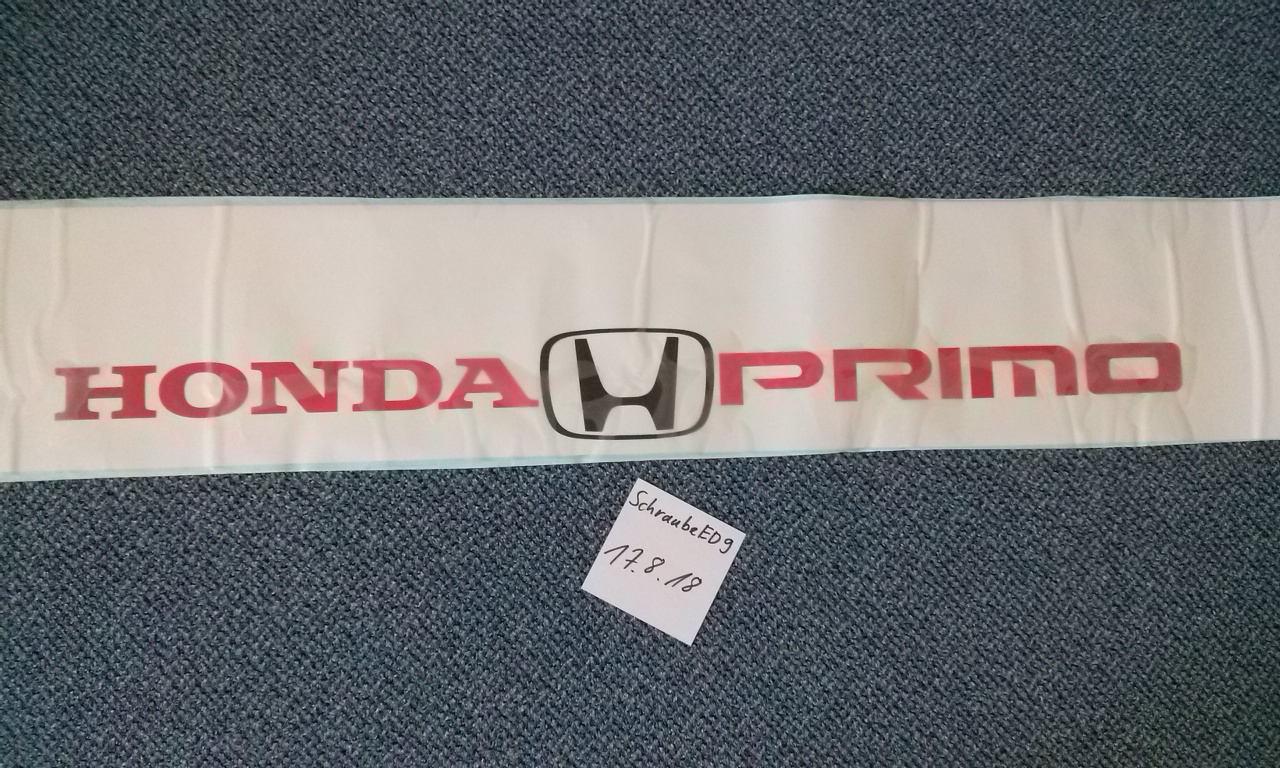 HONDA PRIMO
SchraubeED9
17.8.18